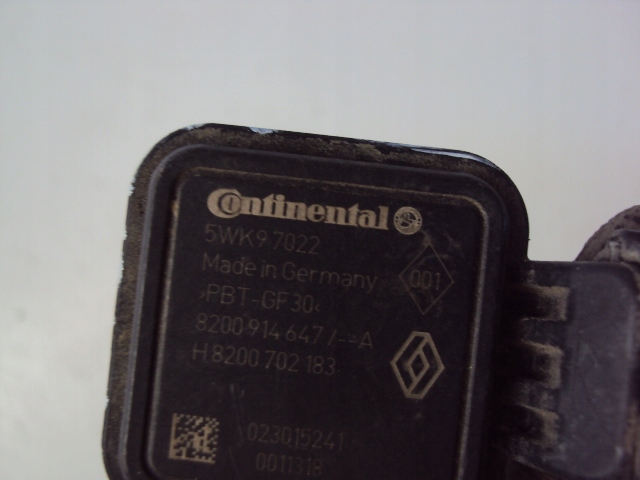 Continental
5WK9 7022
Made in Germany
001
>PBT-GF30<
8200 914 647 /--A
H 8200 702 183
023015241
0011318